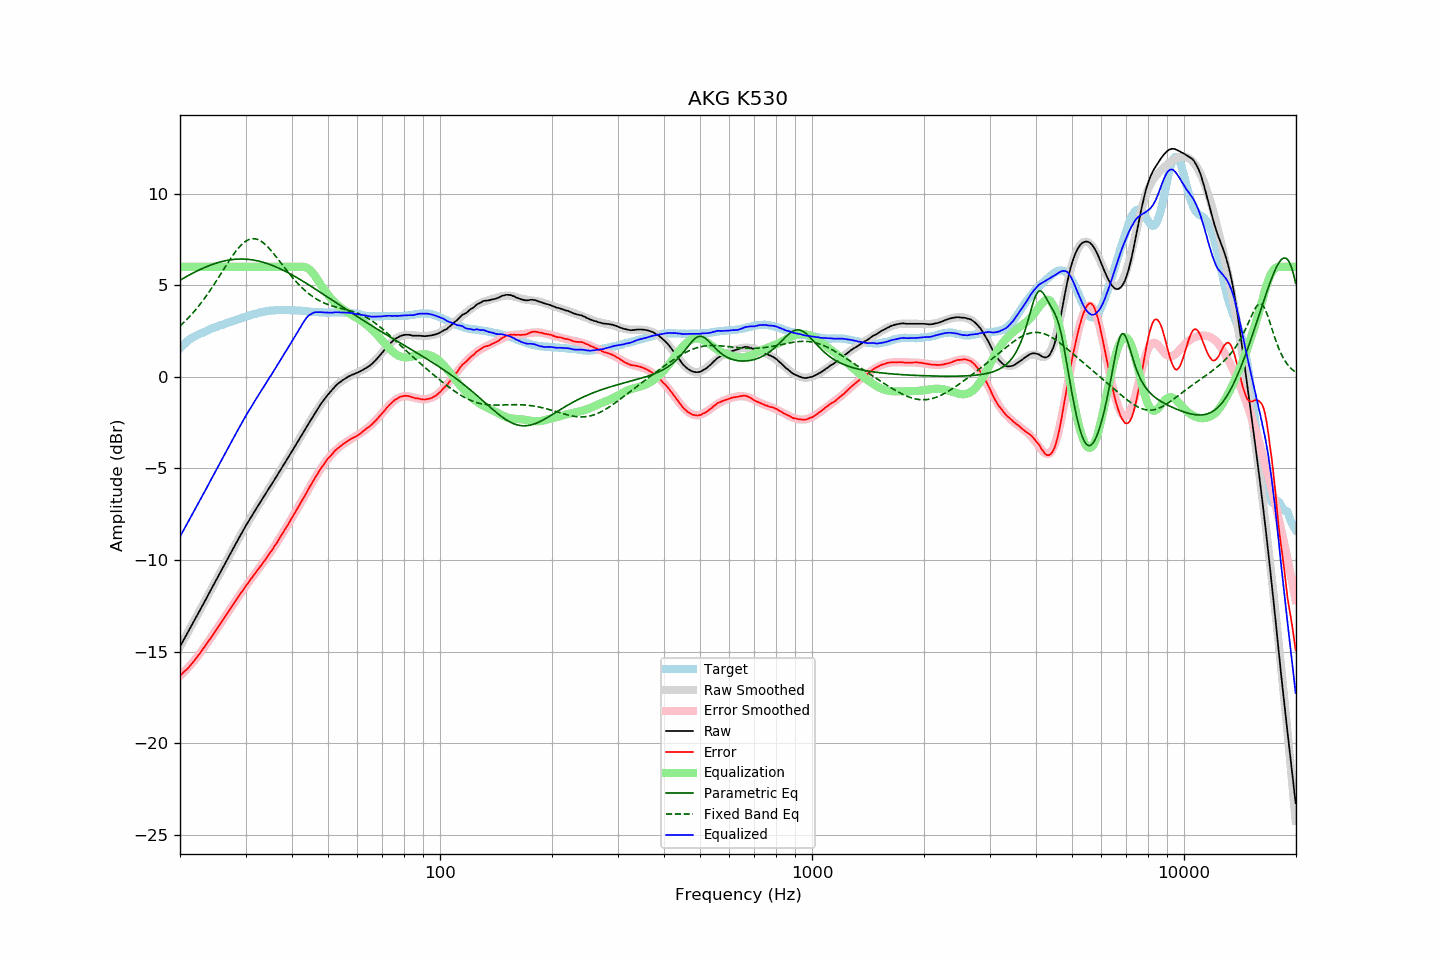 AKG K530
10
5
0
−5
−10
−15
−20
−25
Amplitude (dBr)
Target
Raw Smoothed
Error Smoothed
Raw
Error
Equalization
Parametric Eq
Fixed Band Eq
Equalized
100
1000
10000
Frequency (Hz)